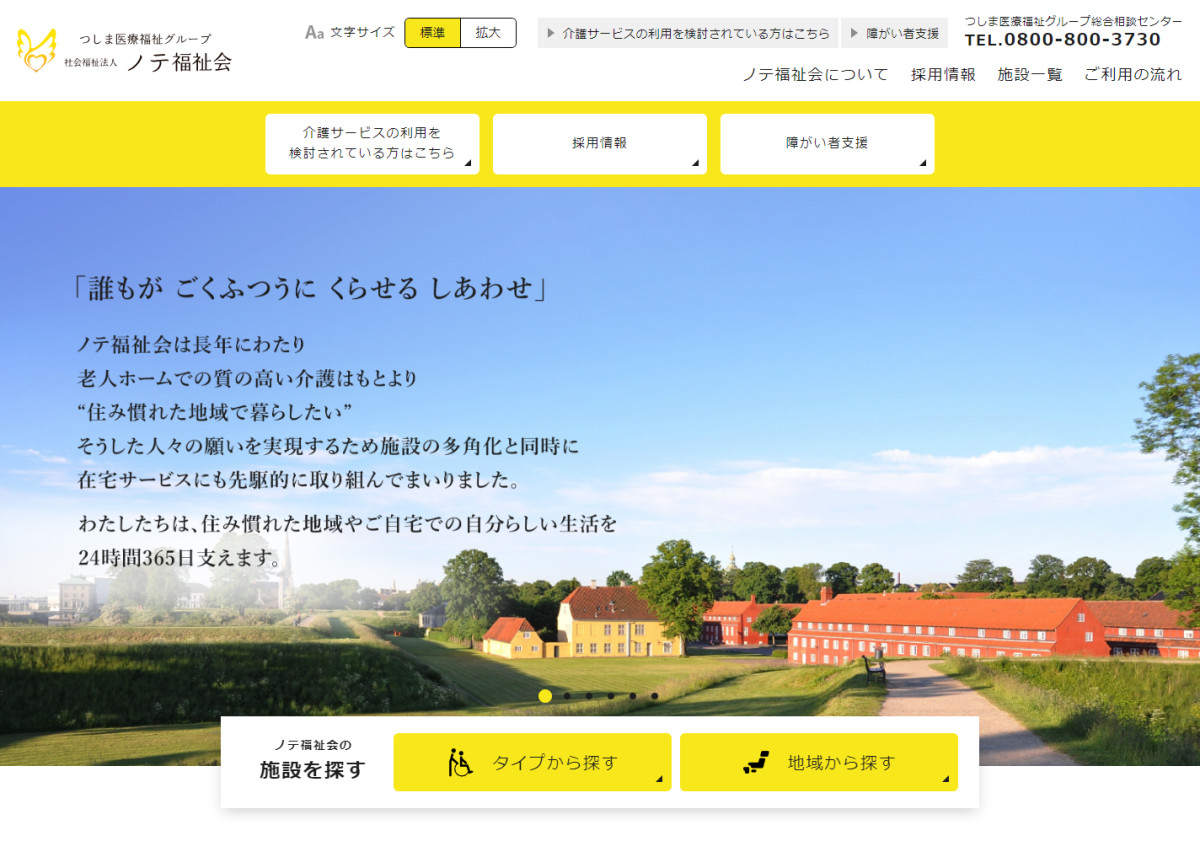 つしま医療福祉グループ
社会福祉法人 ノテ福祉会
Aa 文字サイズ 標準 拡大
介護サービスの利用を検討されている方はこちら
障がい者支援
つしま医療福祉グループ総合相談センター
TEL.0800-800-3730
ノテ福祉会について 採用情報 施設一覧 ご利用の流れ
介護サービスの利用を
検討されている方はこちら
採用情報
障がい者支援
「誰もが ごくふつうに くらせる しあわせ」
ノテ福祉会は長年にわたり
老人ホームでの質の高い介護はもとより
“住み慣れた地域で暮らしたい”
そうした人々の願いを実現するため施設の多角化と同時に
在宅サービスにも先駆的に取り組んでまいりました。
わたしたちは、住み慣れた地域やご自宅での自分らしい生活を
24時間365日支えます。
ノテ福祉会の
施設を探す
タイプから探す
地域から探す